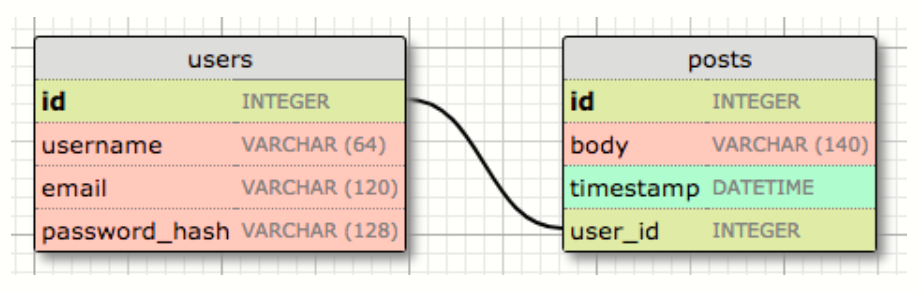 users
id INTEGER
username VARCHAR (64)
email VARCHAR (120)
password_hash VARCHAR (128)
posts
id INTEGER
body VARCHAR (140)
timestamp DATETIME
user_id INTEGER